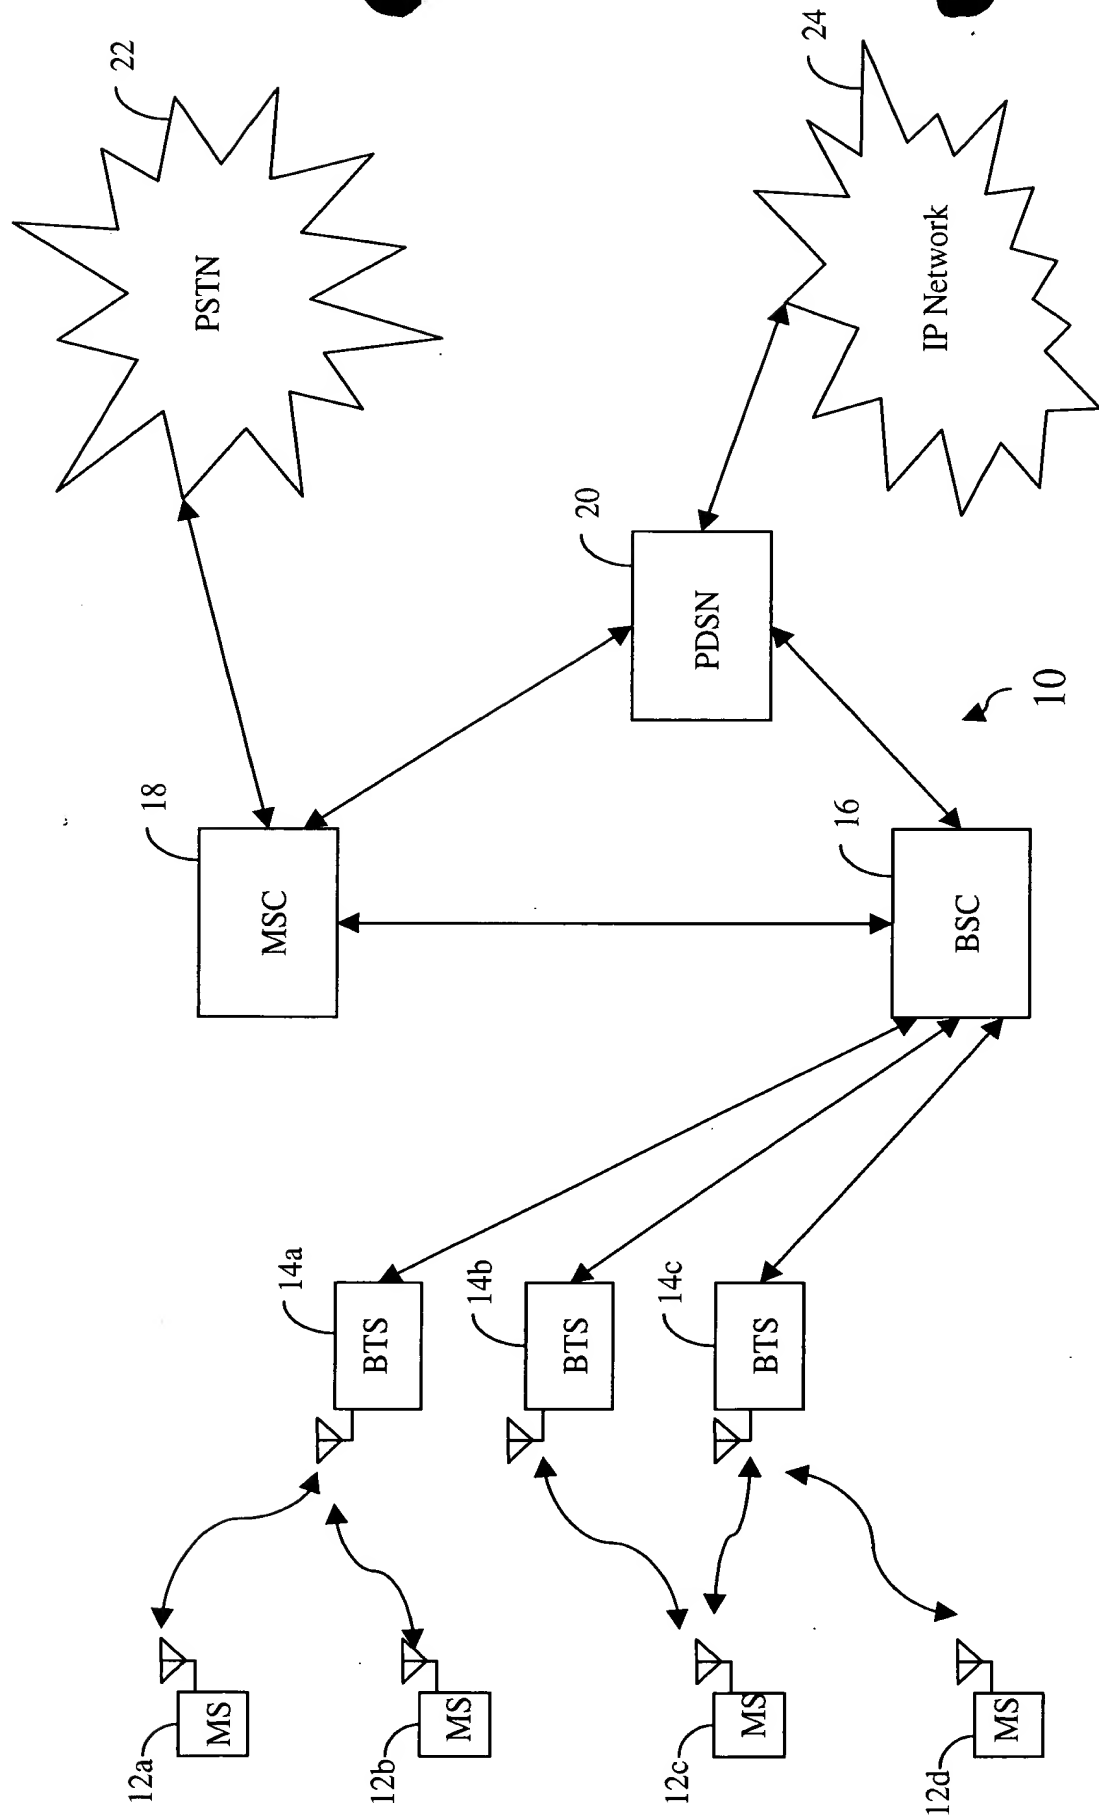 22
PSTN
24
IP Network
20
PDSN
10
18
MSC
16
BSC
14a
BTS
14b
BTS
14c
BTS
12a
MS
12b
MS
12c
MS
12d
MS